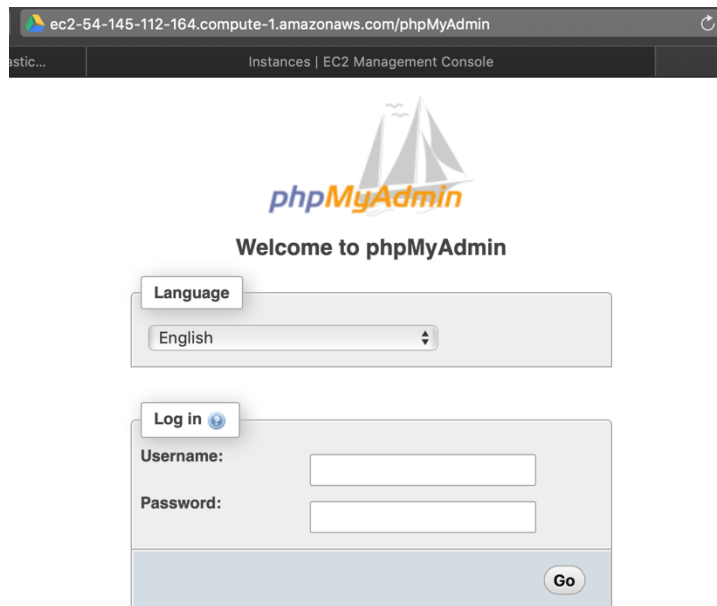 ec2-54-145-112-164.compute-1.amazonaws.com/phpMyAdmin
astic... Instances | EC2 Management Console
phpMyAdmin
Welcome to phpMyAdmin
Language
English
Log in
Username:
Password:
Go